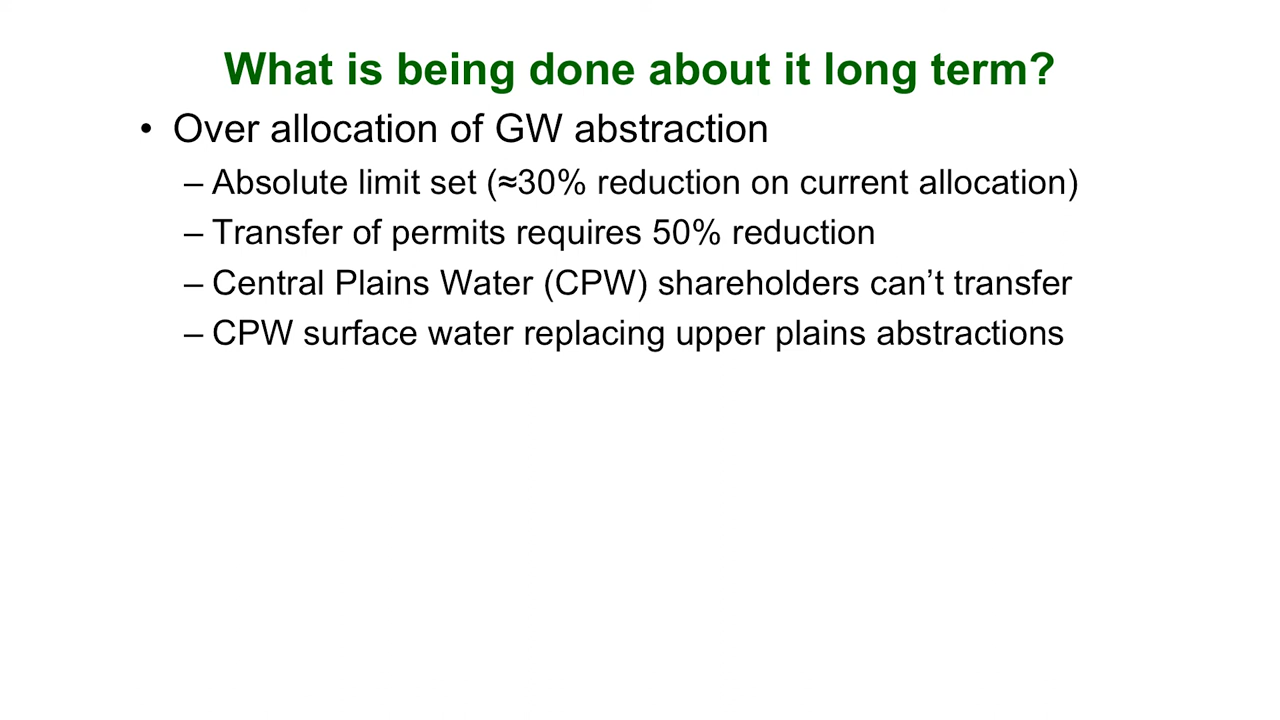 What is being done about it long term?
• Over allocation of GW abstraction
– Absolute limit set (≈30% reduction on current allocation)
– Transfer of permits requires 50% reduction
– Central Plains Water (CPW) shareholders can’t transfer
– CPW surface water replacing upper plains abstractions